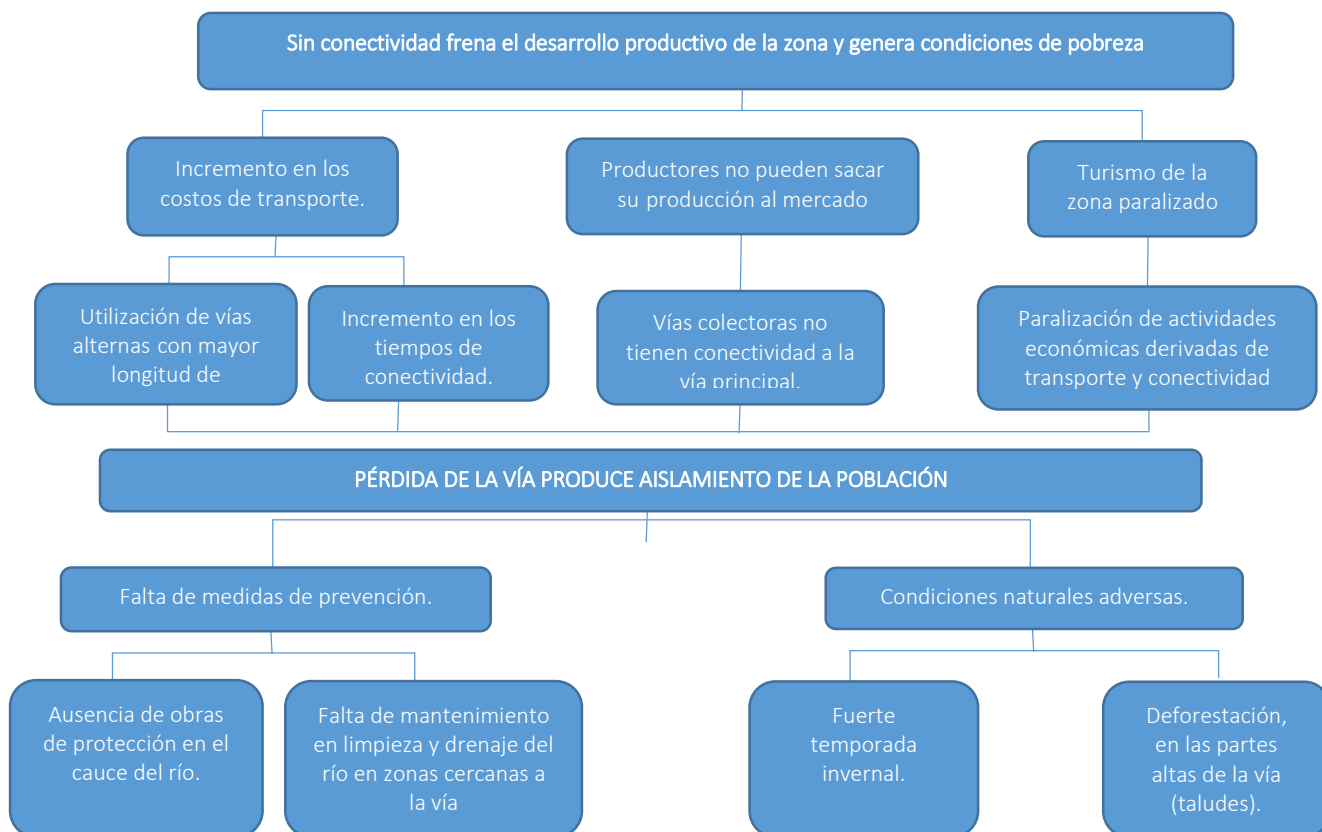 Sin conectividad frena el desarrollo productivo de la zona y genera condiciones de pobreza
Incremento en los
costos de transporte.
Productores no pueden sacar
su producción al mercado
Turismo de la
zona paralizado
Utilización de vías
alternas con mayor
longitud de
Incremento en los
tiempos de
conectividad.
Vías colectoras no
tienen conectividad a la
vía principal.
Paralización de actividades
económicas derivadas de
transporte y conectividad
PÉRDIDA DE LA VÍA PRODUCE AISLAMIENTO DE LA POBLACIÓN
Falta de medidas de prevención.
Condiciones naturales adversas.
Ausencia de obras
de protección en el
cauce del río.
Falta de mantenimiento
en limpieza y drenaje del
río en zonas cercanas a
la vía
Fuerte
temporada
invernal.
Deforestación,
en las partes
altas de la vía
(taludes).